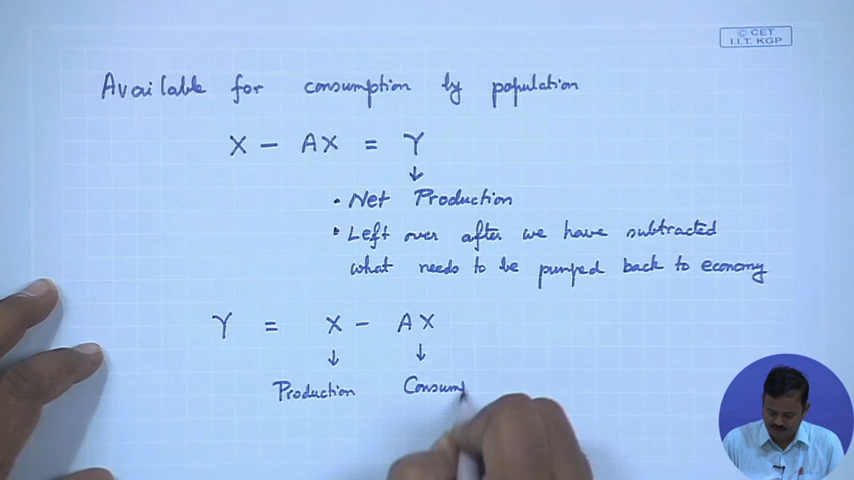 © CET
I.I.T. KGP
Available for consumption by population
X - AX = Y
↓
• Net Production
• Left over after we have subtracted
what needs to be pumped back to economy
Y = X - AX
↓ ↓
Production Consum